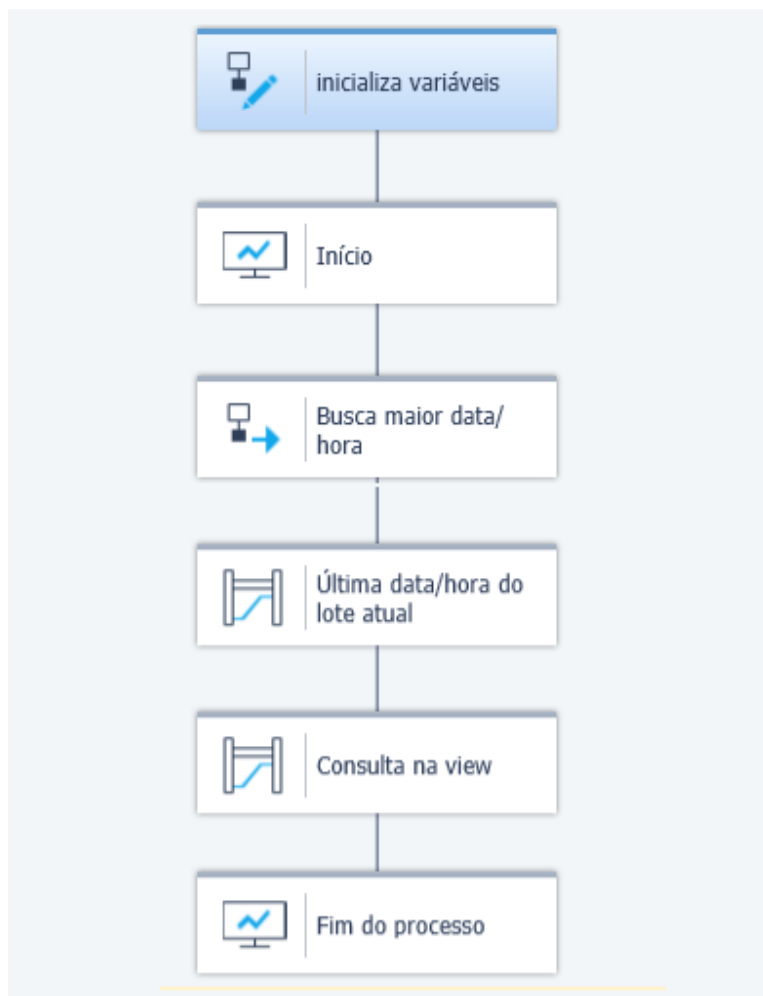 inicializa variáveis
Início
Busca maior data/
hora
Última data/hora do
lote atual
Consulta na view
Fim do processo